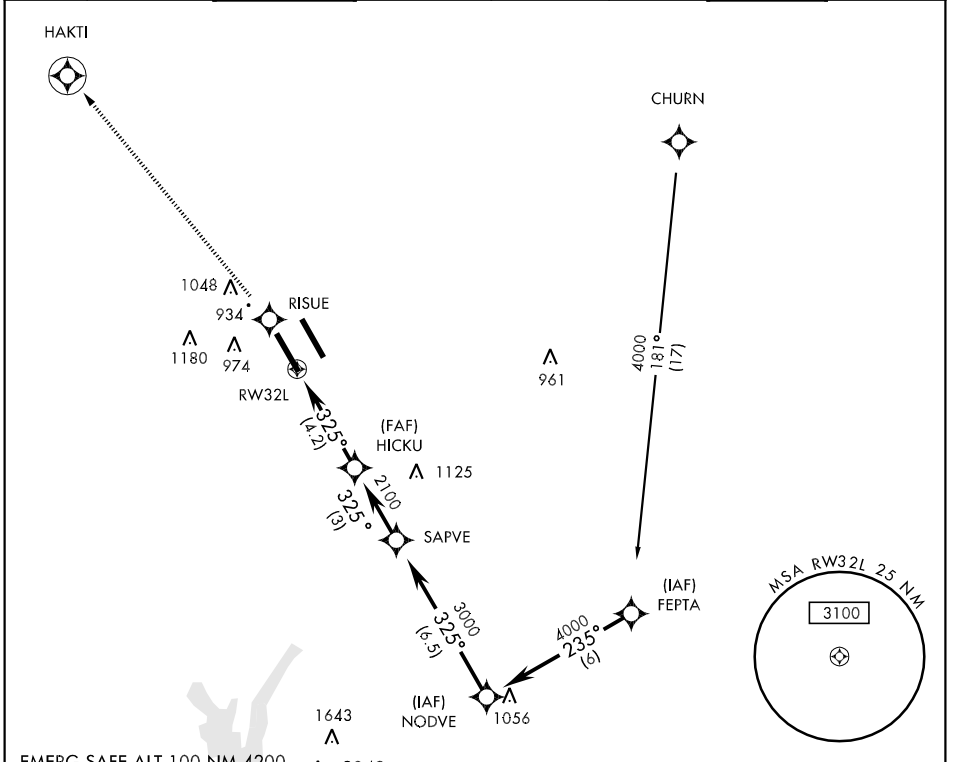 HAKTI
CHURN
1048
RISUE
934
1180
974
961
RW32L
4000
181°
(17)
325°
(4.2)
(FAF)
HICKU
1125
2100
325°
(3)
SAPVE
MSA RW32L 25 NM
3100
(IAF)
FEPTA
3000
325°
(6.5)
4000
235°
(6)
(IAF)
NODVE
1056
1643
EMERG SAFE ALT 100 NM 4200